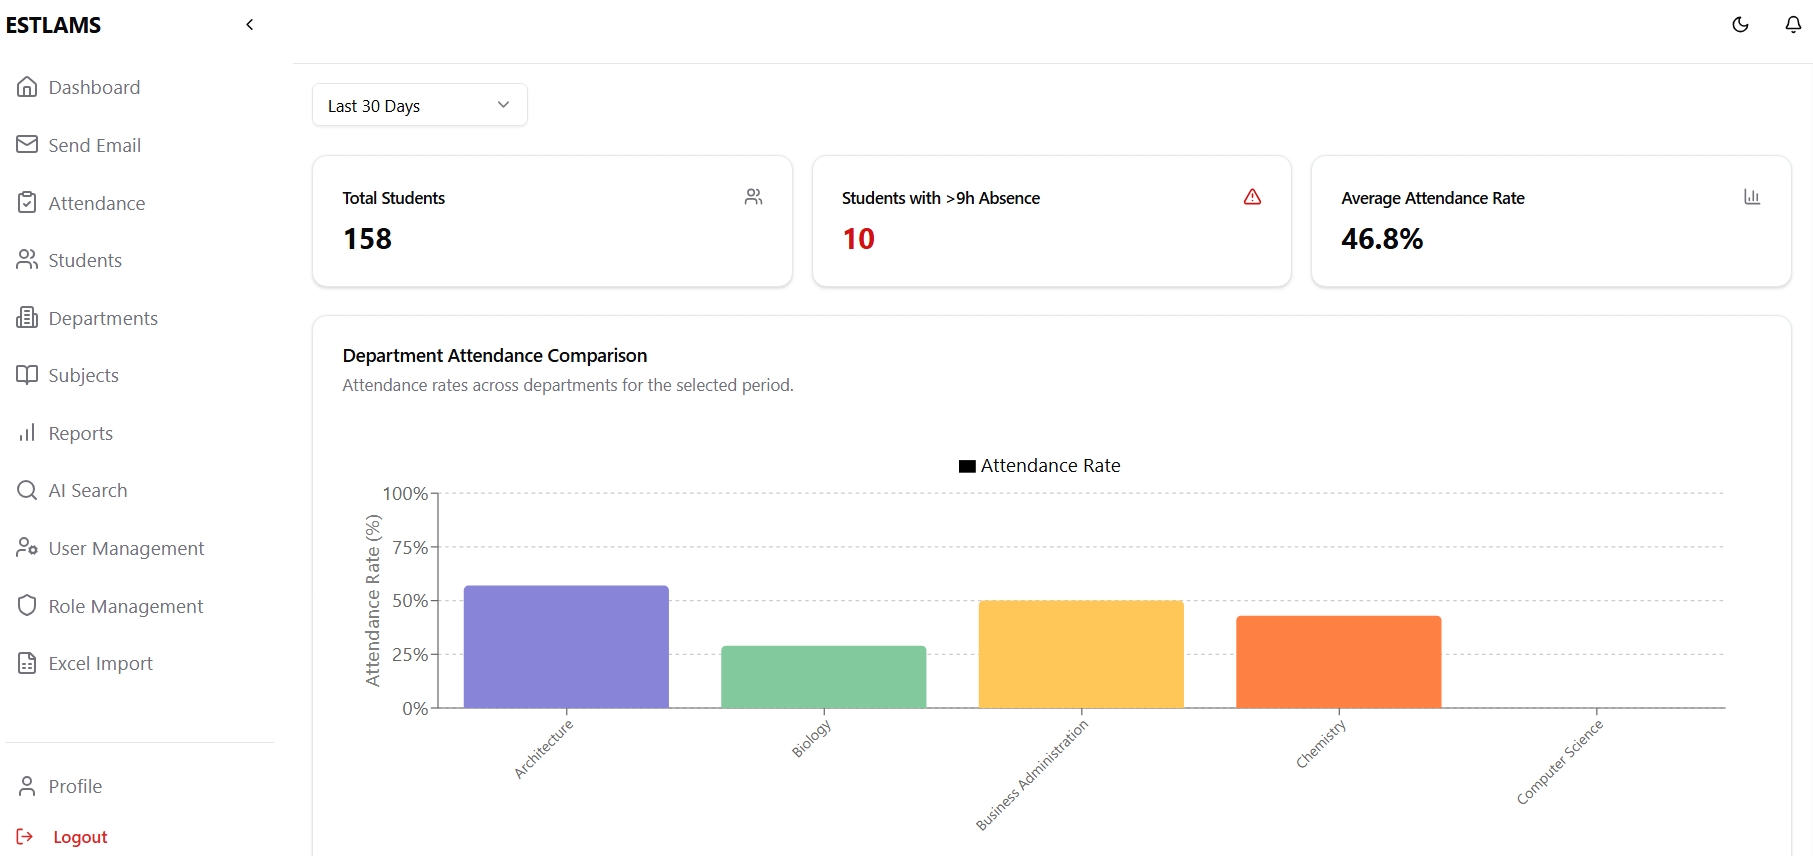 ESTLAMS
Dashboard
Send Email
Attendance
Students
Departments
Subjects
Reports
AI Search
User Management
Role Management
Excel Import
Profile
Logout
Last 30 Days
Total Students
158
Students with >9h Absence
10
Average Attendance Rate
46.8%
Department Attendance Comparison
Attendance rates across departments for the selected period.
Attendance Rate
Attendance Rate (%)
100%
75%
50%
25%
0%
Architecture
Biology
Business Administration
Chemistry
Computer Science